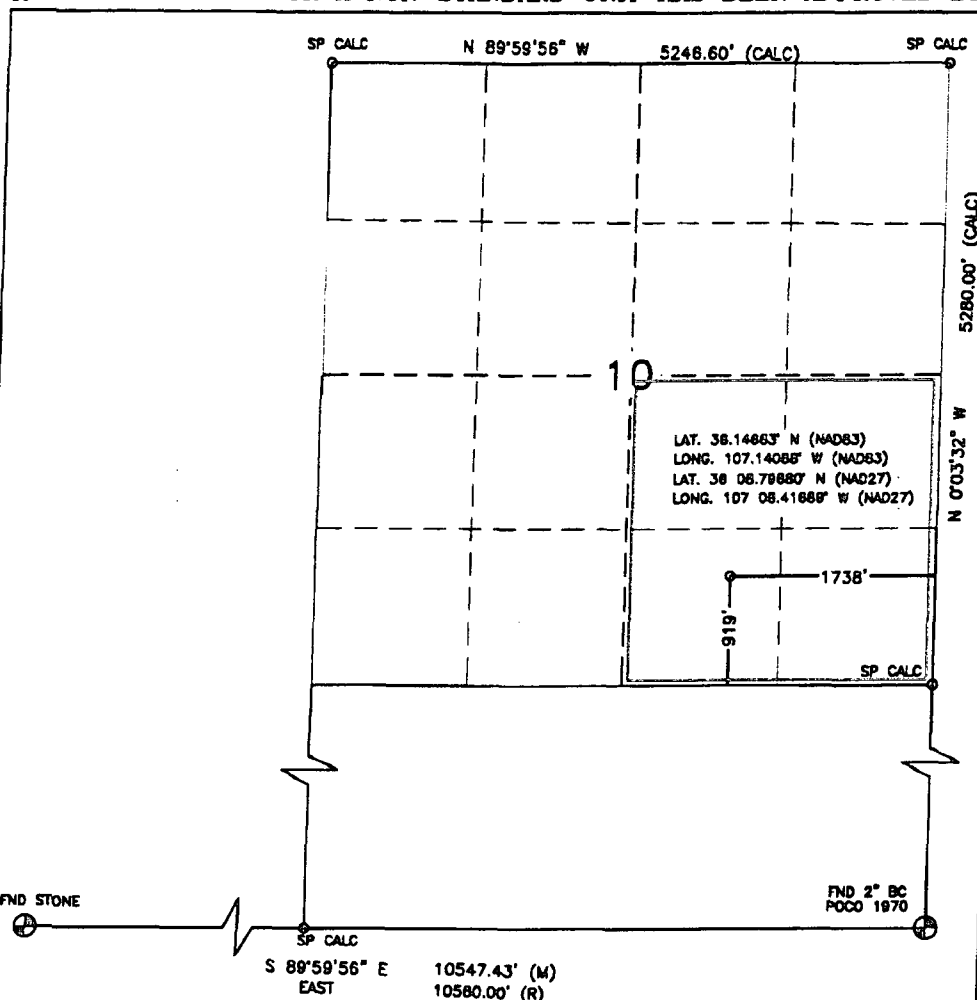 SP CALC
N 89°59'56" W
5246.60' (CALC)
SP CALC
5280.00' (CALC)
10
LAT. 36.14663° N (NAD83)
LONG. 107.14088° W (NAD83)
LAT. 36 08.79880' N (NAD27)
LONG. 107 08.41669' W (NAD27)
N 0°03'32" W
1738'
919'
SP CALC
FND STONE
FND 2" BC
POCO 1970
SP CALC
S 89°59'56" E
10547.43' (M)
EAST
10560.00' (R)